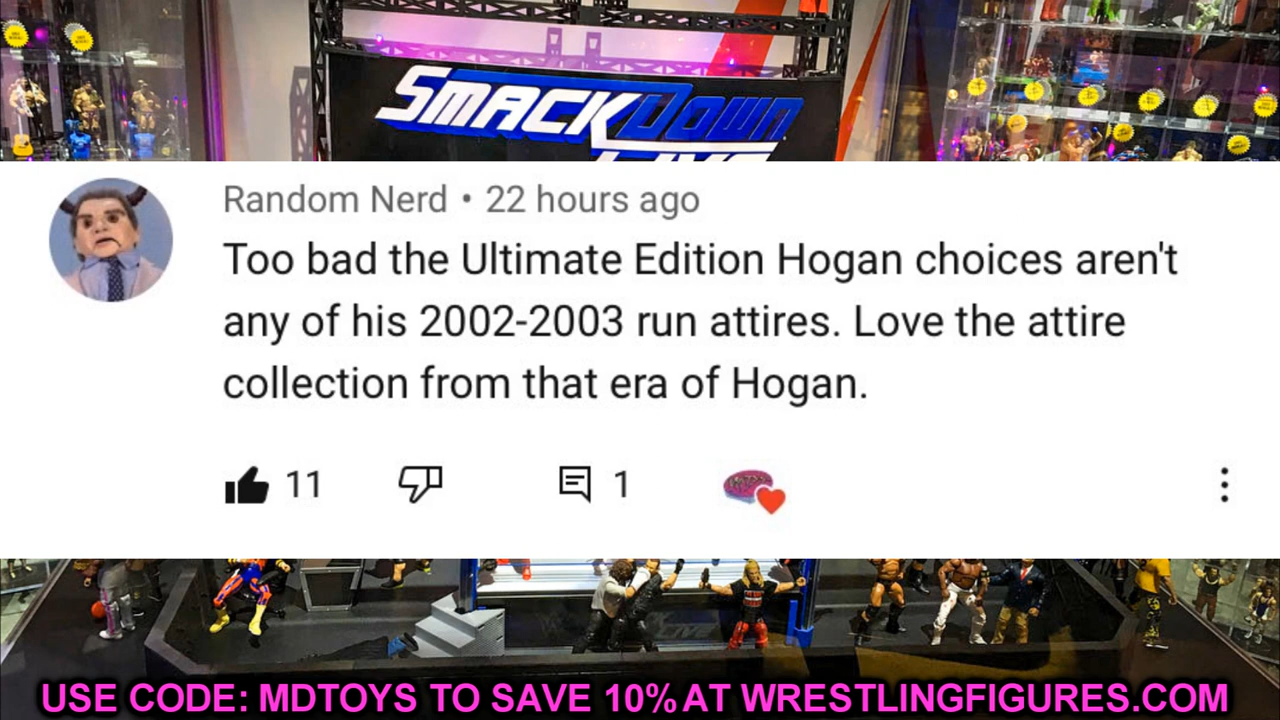 SMACKDOWN
LIVE
Random Nerd • 22 hours ago
Too bad the Ultimate Edition Hogan choices aren't
any of his 2002-2003 run attires. Love the attire
collection from that era of Hogan.
11
1
USE CODE: MDTOYS TO SAVE 10% AT WRESTLINGFIGURES.COM